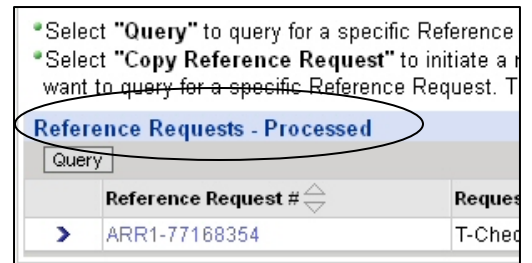 Select "Query" to query for a specific Reference
Select "Copy Reference Request" to initiate a
want to query for a specific Reference Request. T
Reference Requests - Processed
Query
Reference Request # Reques
ARR1-77168354 T-Chec